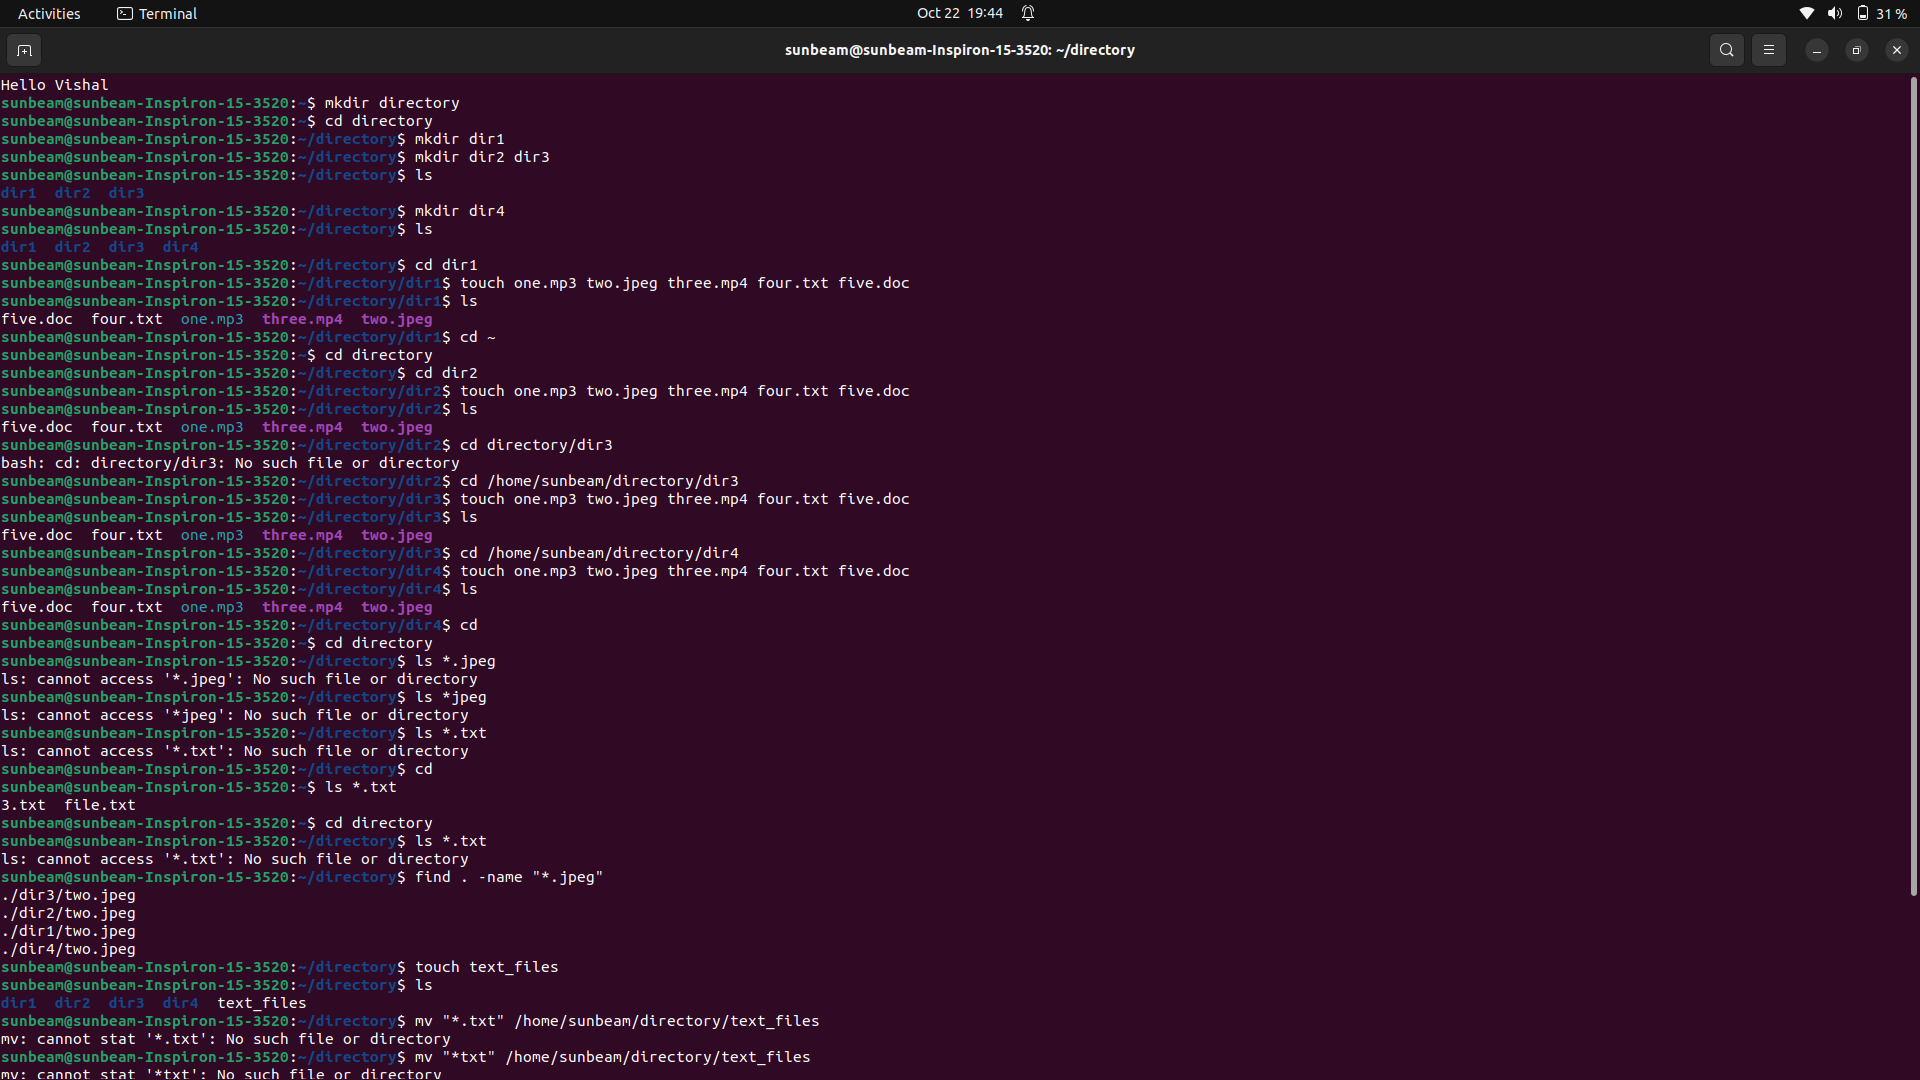 Activities Terminal Oct 22 19:44 31 %
sunbeam@sunbeam-Inspiron-15-3520: ~/directory
Hello Vishal
sunbeam@sunbeam-Inspiron-15-3520:~$ mkdir directory
sunbeam@sunbeam-Inspiron-15-3520:~$ cd directory
sunbeam@sunbeam-Inspiron-15-3520:~/directory$ mkdir dir1
sunbeam@sunbeam-Inspiron-15-3520:~/directory$ mkdir dir2 dir3
sunbeam@sunbeam-Inspiron-15-3520:~/directory$ ls
dir1  dir2  dir3
sunbeam@sunbeam-Inspiron-15-3520:~/directory$ mkdir dir4
sunbeam@sunbeam-Inspiron-15-3520:~/directory$ ls
dir1  dir2  dir3  dir4
sunbeam@sunbeam-Inspiron-15-3520:~/directory$ cd dir1
sunbeam@sunbeam-Inspiron-15-3520:~/directory/dir1$ touch one.mp3 two.jpeg three.mp4 four.txt five.doc
sunbeam@sunbeam-Inspiron-15-3520:~/directory/dir1$ ls
five.doc  four.txt  one.mp3  three.mp4  two.jpeg
sunbeam@sunbeam-Inspiron-15-3520:~/directory/dir1$ cd ~
sunbeam@sunbeam-Inspiron-15-3520:~$ cd directory
sunbeam@sunbeam-Inspiron-15-3520:~/directory$ cd dir2
sunbeam@sunbeam-Inspiron-15-3520:~/directory/dir2$ touch one.mp3 two.jpeg three.mp4 four.txt five.doc
sunbeam@sunbeam-Inspiron-15-3520:~/directory/dir2$ ls
five.doc  four.txt  one.mp3  three.mp4  two.jpeg
sunbeam@sunbeam-Inspiron-15-3520:~/directory/dir2$ cd directory/dir3
bash: cd: directory/dir3: No such file or directory
sunbeam@sunbeam-Inspiron-15-3520:~/directory/dir2$ cd /home/sunbeam/directory/dir3
sunbeam@sunbeam-Inspiron-15-3520:~/directory/dir3$ touch one.mp3 two.jpeg three.mp4 four.txt five.doc
sunbeam@sunbeam-Inspiron-15-3520:~/directory/dir3$ ls
five.doc  four.txt  one.mp3  three.mp4  two.jpeg
sunbeam@sunbeam-Inspiron-15-3520:~/directory/dir3$ cd /home/sunbeam/directory/dir4
sunbeam@sunbeam-Inspiron-15-3520:~/directory/dir4$ touch one.mp3 two.jpeg three.mp4 four.txt five.doc
sunbeam@sunbeam-Inspiron-15-3520:~/directory/dir4$ ls
five.doc  four.txt  one.mp3  three.mp4  two.jpeg
sunbeam@sunbeam-Inspiron-15-3520:~/directory/dir4$ cd
sunbeam@sunbeam-Inspiron-15-3520:~$ cd directory
sunbeam@sunbeam-Inspiron-15-3520:~/directory$ ls *.jpeg
ls: cannot access '*.jpeg': No such file or directory
sunbeam@sunbeam-Inspiron-15-3520:~/directory$ ls *jpeg
ls: cannot access '*jpeg': No such file or directory
sunbeam@sunbeam-Inspiron-15-3520:~/directory$ ls *.txt
ls: cannot access '*.txt': No such file or directory
sunbeam@sunbeam-Inspiron-15-3520:~/directory$ cd
sunbeam@sunbeam-Inspiron-15-3520:~$ ls *.txt
3.txt  file.txt
sunbeam@sunbeam-Inspiron-15-3520:~$ cd directory
sunbeam@sunbeam-Inspiron-15-3520:~/directory$ ls *.txt
ls: cannot access '*.txt': No such file or directory
sunbeam@sunbeam-Inspiron-15-3520:~/directory$ find . -name "*.jpeg"
./dir3/two.jpeg
./dir2/two.jpeg
./dir1/two.jpeg
./dir4/two.jpeg
sunbeam@sunbeam-Inspiron-15-3520:~/directory$ touch text_files
sunbeam@sunbeam-Inspiron-15-3520:~/directory$ ls
dir1  dir2  dir3  dir4  text_files
sunbeam@sunbeam-Inspiron-15-3520:~/directory$ mv "*.txt" /home/sunbeam/directory/text_files
mv: cannot stat '*.txt': No such file or directory
sunbeam@sunbeam-Inspiron-15-3520:~/directory$ mv "*txt" /home/sunbeam/directory/text_files
mv: cannot stat '*txt': No such file or directory